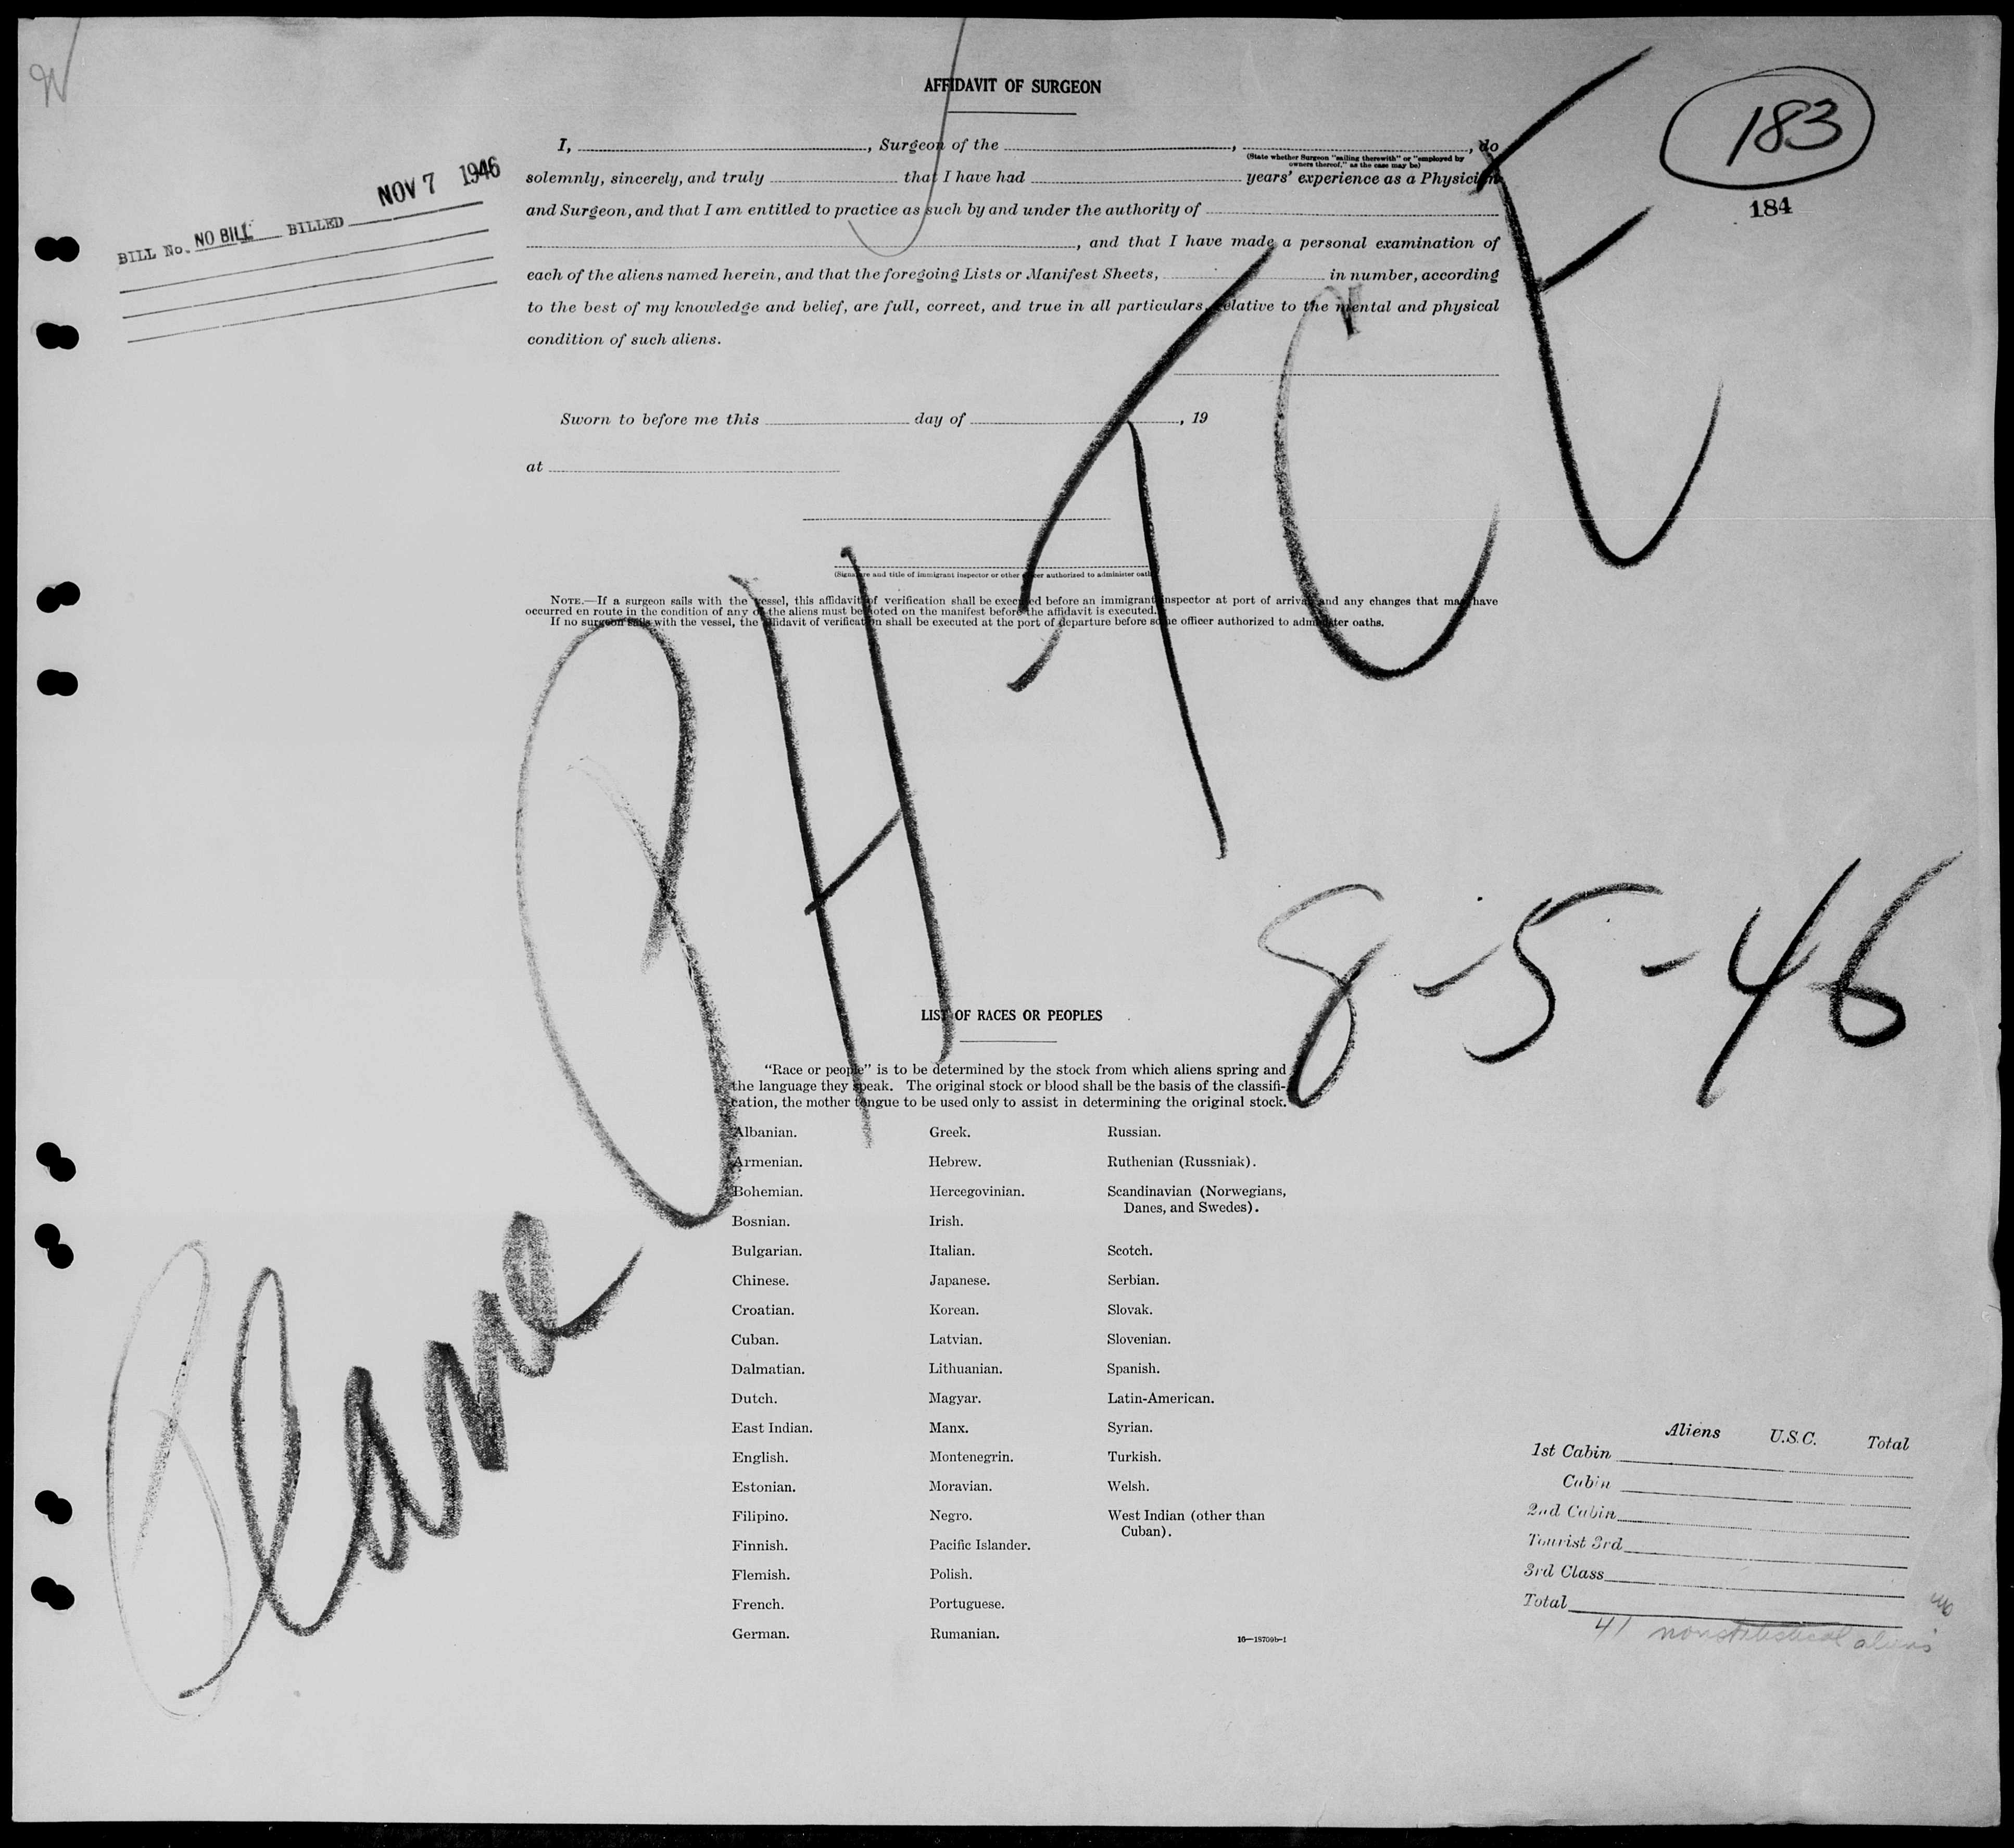 AFFIDAVIT OF SURGEON
183
184
BILL No. NO BILL BILLED NOV 7 1946
I, , Surgeon of the , , do
(State whether Surgeon "sailing therewith" or "employed by
owners thereof," as the case may be)
solemnly, sincerely, and truly that I have had years' experience as a Physician
and Surgeon, and that I am entitled to practice as such by and under the authority of
, and that I have made a personal examination of
each of the aliens named herein, and that the foregoing Lists or Manifest Sheets, in number, according
to the best of my knowledge and belief, are full, correct, and true in all particulars, relative to the mental and physical
condition of such aliens.
Sworn to before me this day of , 19
at
(Signature and title of immigrant inspector or other officer authorized to administer oaths)
NOTE.—If a surgeon sails with the vessel, this affidavit of verification shall be executed before an immigrant inspector at port of arrival and any changes that may have
occurred en route in the condition of any of the aliens must be noted on the manifest before the affidavit is executed.
If no surgeon sails with the vessel, the affidavit of verification shall be executed at the port of departure before some officer authorized to administer oaths.
Plane PH-TCE
8-5-46
LIST OF RACES OR PEOPLES
"Race or people" is to be determined by the stock from which aliens spring and
the language they speak. The original stock or blood shall be the basis of the classifi-
cation, the mother tongue to be used only to assist in determining the original stock.
Albanian.
Armenian.
Bohemian.
Bosnian.
Bulgarian.
Chinese.
Croatian.
Cuban.
Dalmatian.
Dutch.
East Indian.
English.
Estonian.
Filipino.
Finnish.
Flemish.
French.
German.
Greek.
Hebrew.
Hercegovinian.
Irish.
Italian.
Japanese.
Korean.
Latvian.
Lithuanian.
Magyar.
Manx.
Montenegrin.
Moravian.
Negro.
Pacific Islander.
Polish.
Portuguese.
Rumanian.
Russian.
Ruthenian (Russniak).
Scandinavian (Norwegians,
Danes, and Swedes).
Scotch.
Serbian.
Slovak.
Slovenian.
Spanish.
Latin-American.
Syrian.
Turkish.
Welsh.
West Indian (other than
Cuban).
16—18709b-1
Aliens U.S.C. Total
1st Cabin
Cabin
2nd Cabin
Tourist 3rd
3rd Class
Total
41 nonstatistical aliens